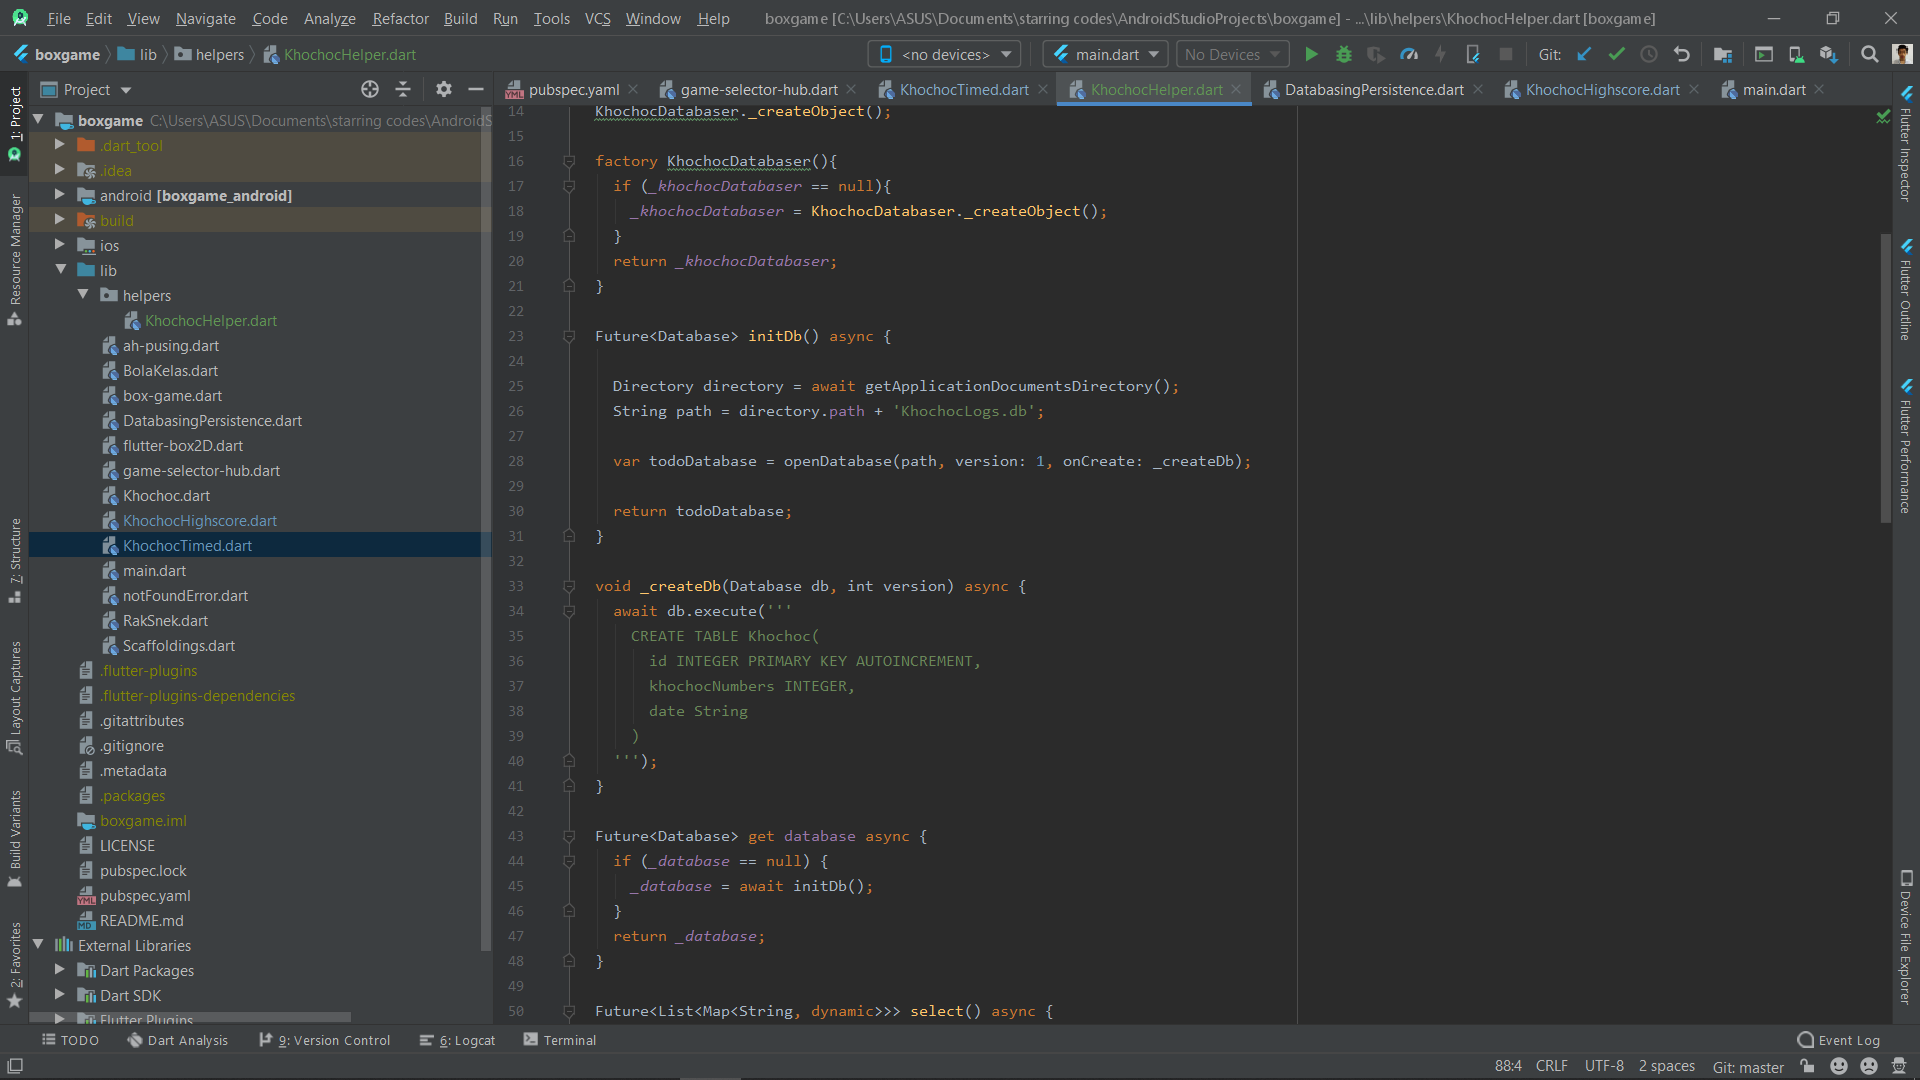 File Edit View Navigate Code Analyze Refactor Build Run Tools VCS Window Help boxgame [C:\Users\ASUS\Documents\starring codes\AndroidStudioProjects\boxgame] - ...\lib\helpers\KhochocHelper.dart [boxgame]
boxgame lib helpers KhochocHelper.dart <no devices> main.dart No Devices Git:
Project
pubspec.yaml game-selector-hub.dart KhochocTimed.dart KhochocHelper.dart DatabasingPersistence.dart KhochocHighscore.dart main.dart
1: Project
Resource Manager
7: Structure
Layout Captures
Build Variants
2: Favorites
boxgame C:\Users\ASUS\Documents\starring codes\AndroidS
.dart_tool
.idea
android [boxgame_android]
build
ios
lib
helpers
KhochocHelper.dart
ah-pusing.dart
BolaKelas.dart
box-game.dart
DatabasingPersistence.dart
flutter-box2D.dart
game-selector-hub.dart
Khochoc.dart
KhochocHighscore.dart
KhochocTimed.dart
main.dart
notFoundError.dart
RakSnek.dart
Scaffoldings.dart
.flutter-plugins
.flutter-plugins-dependencies
.gitattributes
.gitignore
.metadata
.packages
boxgame.iml
LICENSE
pubspec.lock
pubspec.yaml
README.md
External Libraries
Dart Packages
Dart SDK
Flutter Plugins
14 KhochocDatabaser._createObject();
15
16 factory KhochocDatabaser(){
17 if (_khochocDatabaser == null){
18 _khochocDatabaser = KhochocDatabaser._createObject();
19 }
20 return _khochocDatabaser;
21 }
22
23 Future<Database> initDb() async {
24
25 Directory directory = await getApplicationDocumentsDirectory();
26 String path = directory.path + 'KhochocLogs.db';
27
28 var todoDatabase = openDatabase(path, version: 1, onCreate: _createDb);
29
30 return todoDatabase;
31 }
32
33 void _createDb(Database db, int version) async {
34 await db.execute('''
35 CREATE TABLE Khochoc(
36 id INTEGER PRIMARY KEY AUTOINCREMENT,
37 khochocNumbers INTEGER,
38 date String
39 )
40 ''');
41 }
42
43 Future<Database> get database async {
44 if (_database == null) {
45 _database = await initDb();
46 }
47 return _database;
48 }
49
50 Future<List<Map<String, dynamic>>> select() async {
Flutter Inspector
Flutter Outline
Flutter Performance
Device File Explorer
TODO Dart Analysis 9: Version Control 6: Logcat Terminal Event Log
88:4 CRLF UTF-8 2 spaces Git: master